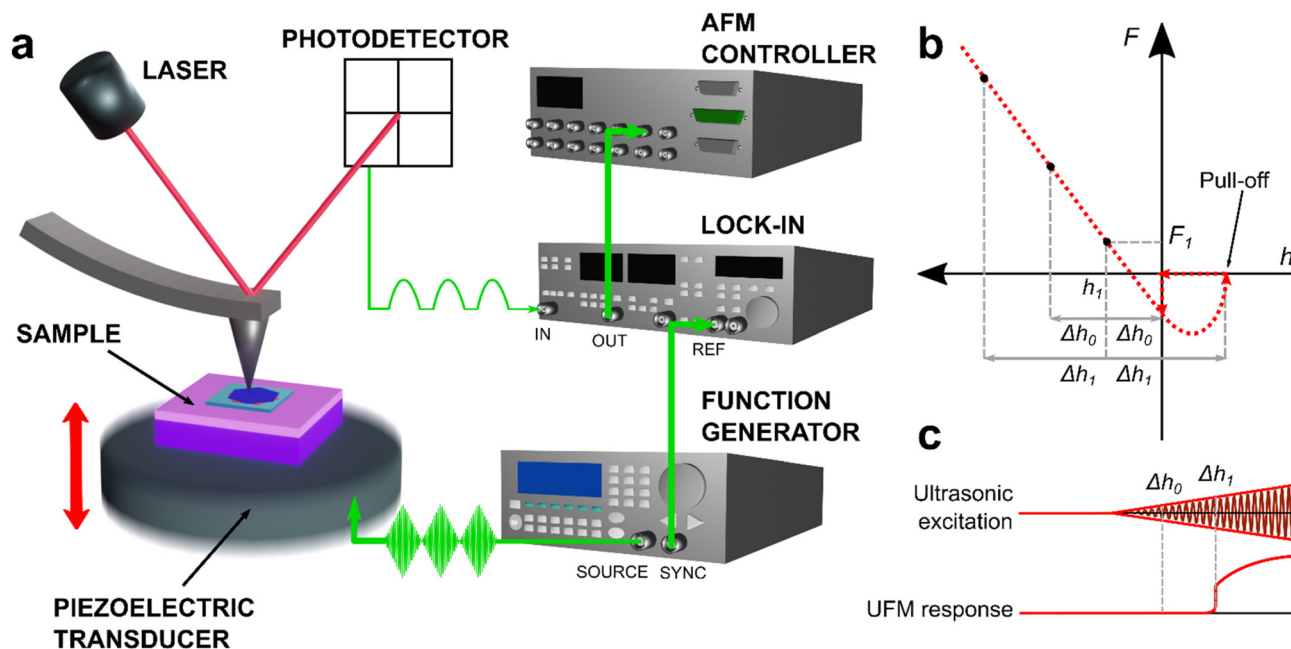 a
LASER
PHOTODETECTOR
AFM
CONTROLLER
LOCK-IN
IN
OUT
REF
SAMPLE
FUNCTION
GENERATOR
SOURCE
SYNC
PIEZOELECTRIC
TRANSDUCER
b
F
Pull-off
F₁
h
h₁
Δh₀
Δh₀
Δh₁
Δh₁
c
Δh₀
Δh₁
Ultrasonic
excitation
UFM response